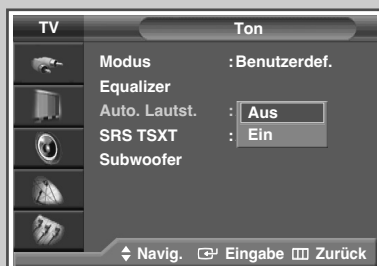 TV
Ton
Modus : Benutzerdef.
Equalizer
Auto. Lautst. : Aus
SRS TSXT : Ein
Subwoofer
Navig. Eingabe Zurück